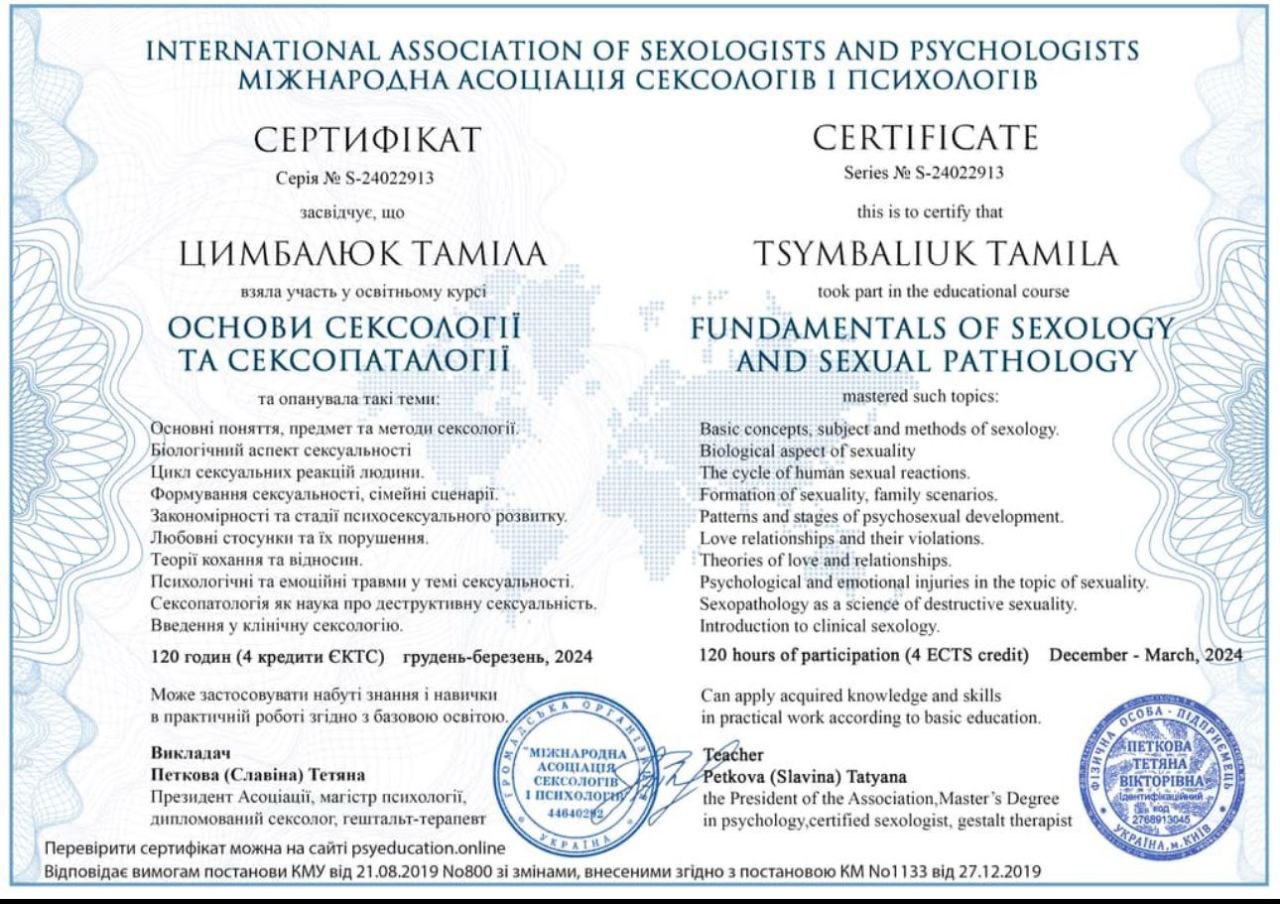 INTERNATIONAL ASSOCIATION OF SEXOLOGISTS AND PSYCHOLOGISTS
МІЖНАРОДНА АСОЦІАЦІЯ СЕКСОЛОГІВ І ПСИХОЛОГІВ
СЕРТИФІКАТ
Серія № S-24022913
засвідчує, що
ЦИМБАЛЮК ТАМІЛА
взяла участь у освітньому курсі
ОСНОВИ СЕКСОЛОГІЇ
ТА СЕКСОПАТАЛОГІЇ
та опанувала такі теми:
Основні поняття, предмет та методи сексології.
Біологічний аспект сексуальності
Цикл сексуальних реакцій людини.
Формування сексуальності, сімейні сценарії.
Закономірності та стадії психосексуального розвитку.
Любовні стосунки та їх порушення.
Теорії кохання та відносин.
Психологічні та емоційні травми у темі сексуальності.
Сексопатологія як наука про деструктивну сексуальність.
Введення у клінічну сексологію.
120 годин (4 кредити ЄКТС) грудень-березень, 2024
Може застосовувати набуті знання і навички
в практичній роботі згідно з базовою освітою.
Викладач
Петкова (Славіна) Тетяна
Президент Асоціації, магістр психології,
дипломований сексолог, гештальт-терапевт
CERTIFICATE
Series № S-24022913
this is to certify that
TSYMBALIUK TAMILA
took part in the educational course
FUNDAMENTALS OF SEXOLOGY
AND SEXUAL PATHOLOGY
mastered such topics:
Basic concepts, subject and methods of sexology.
Biological aspect of sexuality
The cycle of human sexual reactions.
Formation of sexuality, family scenarios.
Patterns and stages of psychosexual development.
Love relationships and their violations.
Theories of love and relationships.
Psychological and emotional injuries in the topic of sexuality.
Sexopathology as a science of destructive sexuality.
Introduction to clinical sexology.
120 hours of participation (4 ECTS credit) December - March, 2024
Can apply acquired knowledge and skills
in practical work according to basic education.
Teacher
Petkova (Slavina) Tatyana
the President of the Association,Master's Degree
in psychology,certified sexologist, gestalt therapist
ГРОМАДСЬКА ОРГАНІЗАЦІЯ
"МІЖНАРОДНА
АСОЦІАЦІЯ
СЕКСОЛОГІВ
І ПСИХОЛОГІВ"
44640292
УКРАЇНА
ФІЗИЧНА ОСОБА - ПІДПРИЄМЕЦЬ
ПЕТКОВА
ТЕТЯНА
ВІКТОРІВНА
Ідентифікаційний
код
2768913045
УКРАЇНА, м. КИЇВ
Перевірити сертифікат можна на сайті psyeducation.online
Відповідає вимогам постанови КМУ від 21.08.2019 No800 зі змінами, внесеними згідно з постановою КМ No1133 від 27.12.2019